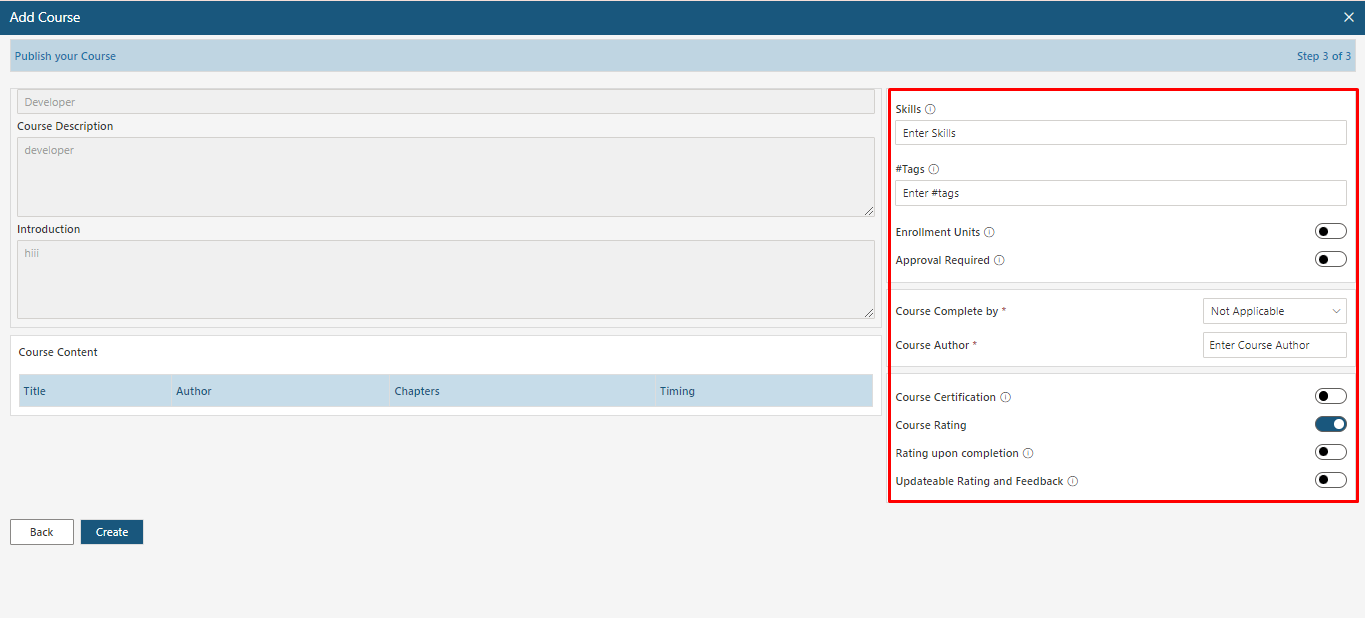 Add Course
Publish your Course
Step 3 of 3
Developer
Course Description
developer
Introduction
hiii
Course Content
Title Author Chapters Timing
Skills
Enter Skills
#Tags
Enter #tags
Enrollment Units
Approval Required
Course Complete by * Not Applicable
Course Author * Enter Course Author
Course Certification
Course Rating
Rating upon completion
Updateable Rating and Feedback
Back Create